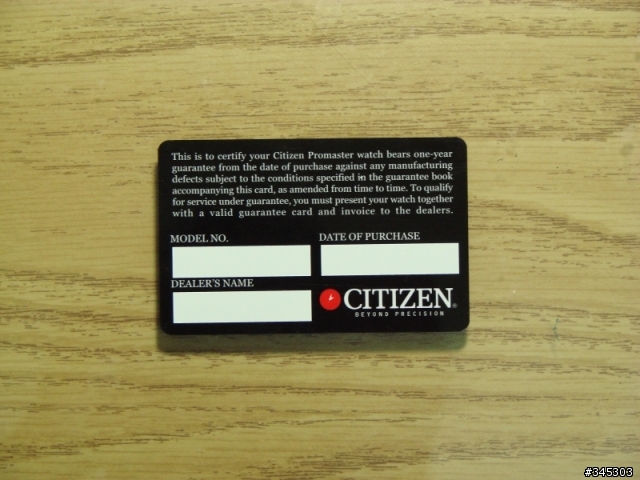 This is to certify your Citizen Promaster watch bears one-year
guarantee from the date of purchase against any manufacturing
defects subject to the conditions specified in the guarantee book
accompanying this card, as amended from time to time. To qualify
for service under guarantee, you must present your watch together
with a valid guarantee card and invoice to the dealers.
MODEL NO.
DATE OF PURCHASE
DEALER'S NAME
CITIZEN®
BEYOND PRECISION
#345303